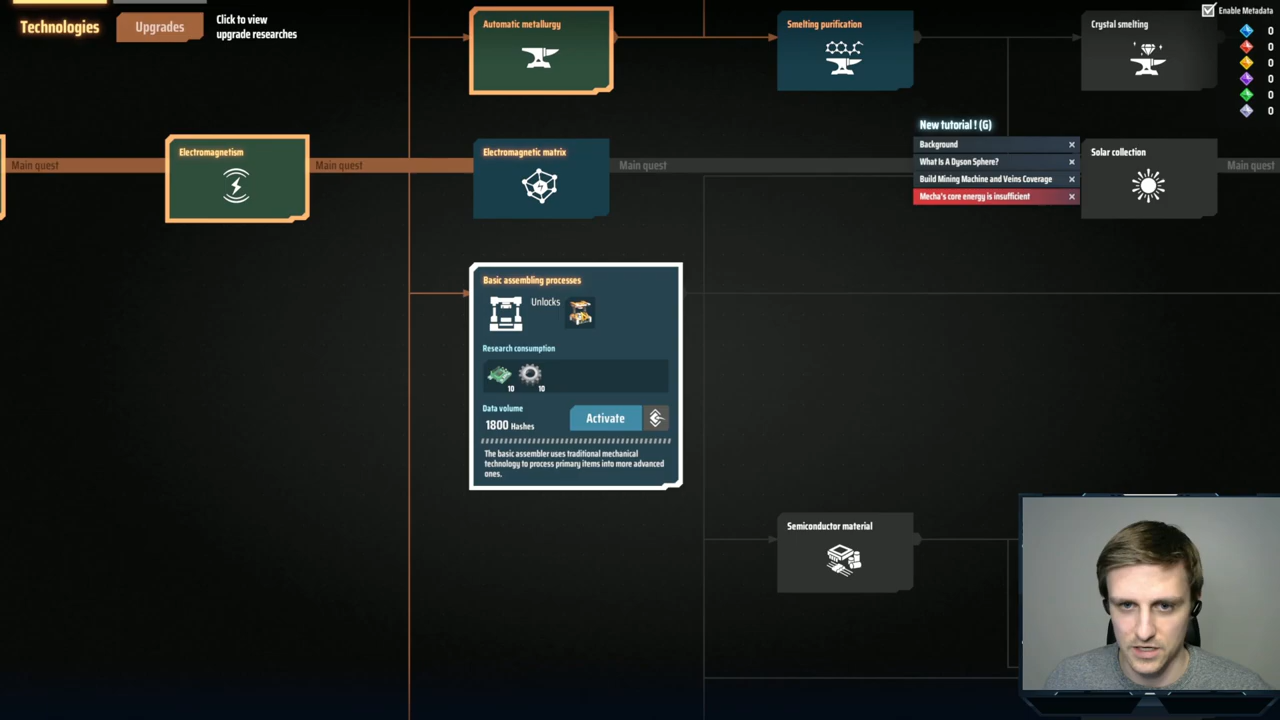 Technologies
Upgrades
Click to view
upgrade researches
Automatic metallurgy
Smelting purification
Crystal smelting
Enable Metadata
0
0
0
0
0
0
Main quest
Electromagnetism
Main quest
Electromagnetic matrix
Main quest
New tutorial ! (G)
Background
What Is A Dyson Sphere?
Build Mining Machine and Veins Coverage
Mecha's core energy is insufficient
Solar collection
Main quest
Basic assembling processes
Unlocks
Research consumption
10
10
Data volume
1800 Hashes
Activate
The basic assembler uses traditional mechanical
technology to process primary items into more advanced
ones.
Semiconductor material